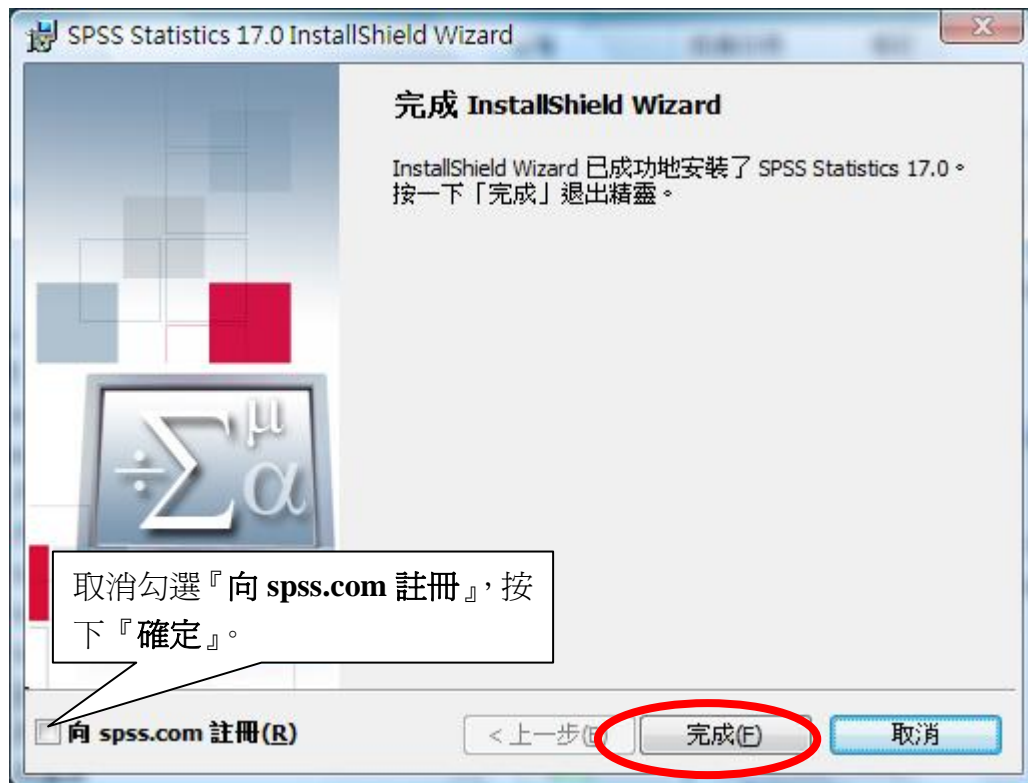 SPSS Statistics 17.0 InstallShield Wizard
完成 InstallShield Wizard
InstallShield Wizard 已成功地安裝了 SPSS Statistics 17.0。
按一下「完成」退出精靈。
÷Σμα
取消勾選『向 spss.com 註冊』，按
下『確定』。
向 spss.com 註冊(R)
<上一步(B) 完成(F) 取消